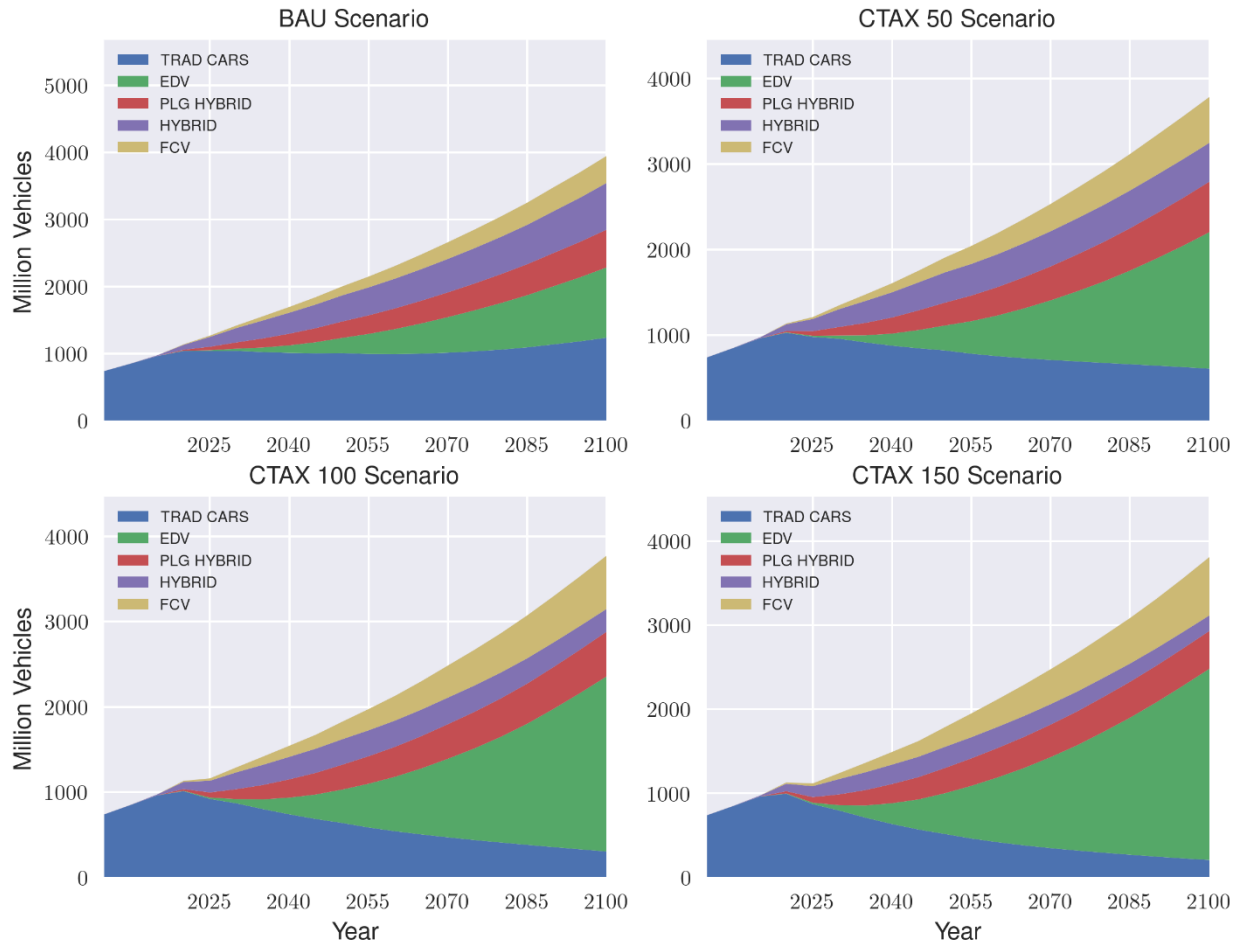 BAU Scenario
TRAD CARS
EDV
PLG HYBRID
HYBRID
FCV
Million Vehicles
5000
4000
3000
2000
1000
0
2025 2040 2055 2070 2085 2100
CTAX 50 Scenario
TRAD CARS
EDV
PLG HYBRID
HYBRID
FCV
4000
3000
2000
1000
0
2025 2040 2055 2070 2085 2100
CTAX 100 Scenario
TRAD CARS
EDV
PLG HYBRID
HYBRID
FCV
Million Vehicles
4000
3000
2000
1000
0
2025 2040 2055 2070 2085 2100
Year
CTAX 150 Scenario
TRAD CARS
EDV
PLG HYBRID
HYBRID
FCV
4000
3000
2000
1000
0
2025 2040 2055 2070 2085 2100
Year